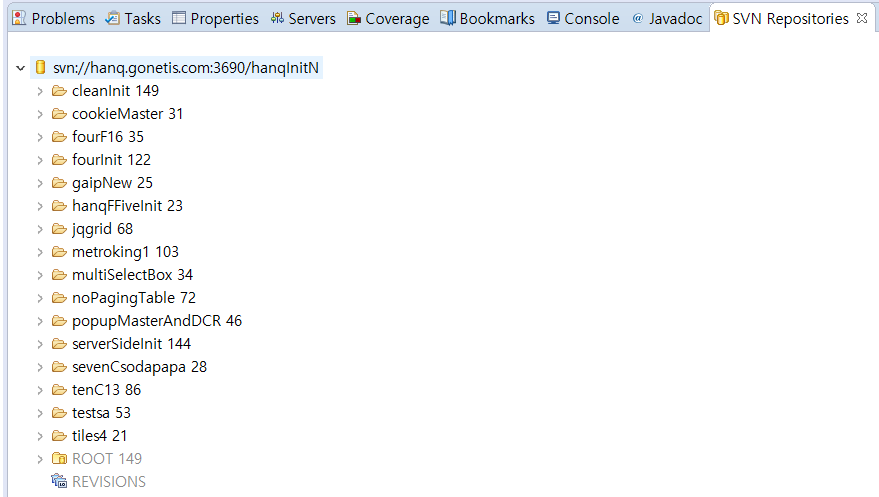 Problems Tasks Properties Servers Coverage Bookmarks Console @ Javadoc SVN Repositories
svn://hanq.gonetis.com:3690/hanqInitN
cleanInit 149
cookieMaster 31
fourF16 35
fourInit 122
gaipNew 25
hanqFFiveInit 23
jqgrid 68
metroking1 103
multiSelectBox 34
noPagingTable 72
popupMasterAndDCR 46
serverSideInit 144
sevenCsodapapa 28
tenC13 86
testsa 53
tiles4 21
ROOT 149
REVISIONS